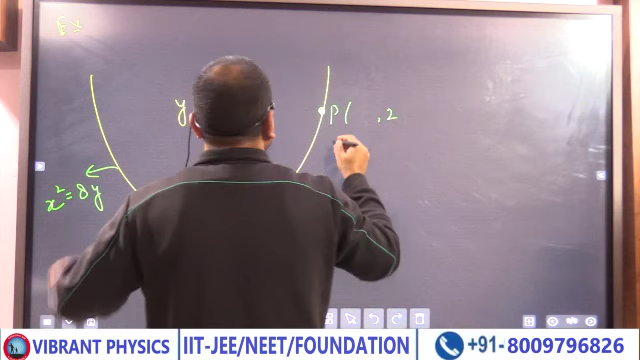 Ex
y
P( , 2
x² = 8y
VIBRANT PHYSICS IIT-JEE/NEET/FOUNDATION +91-8009796826